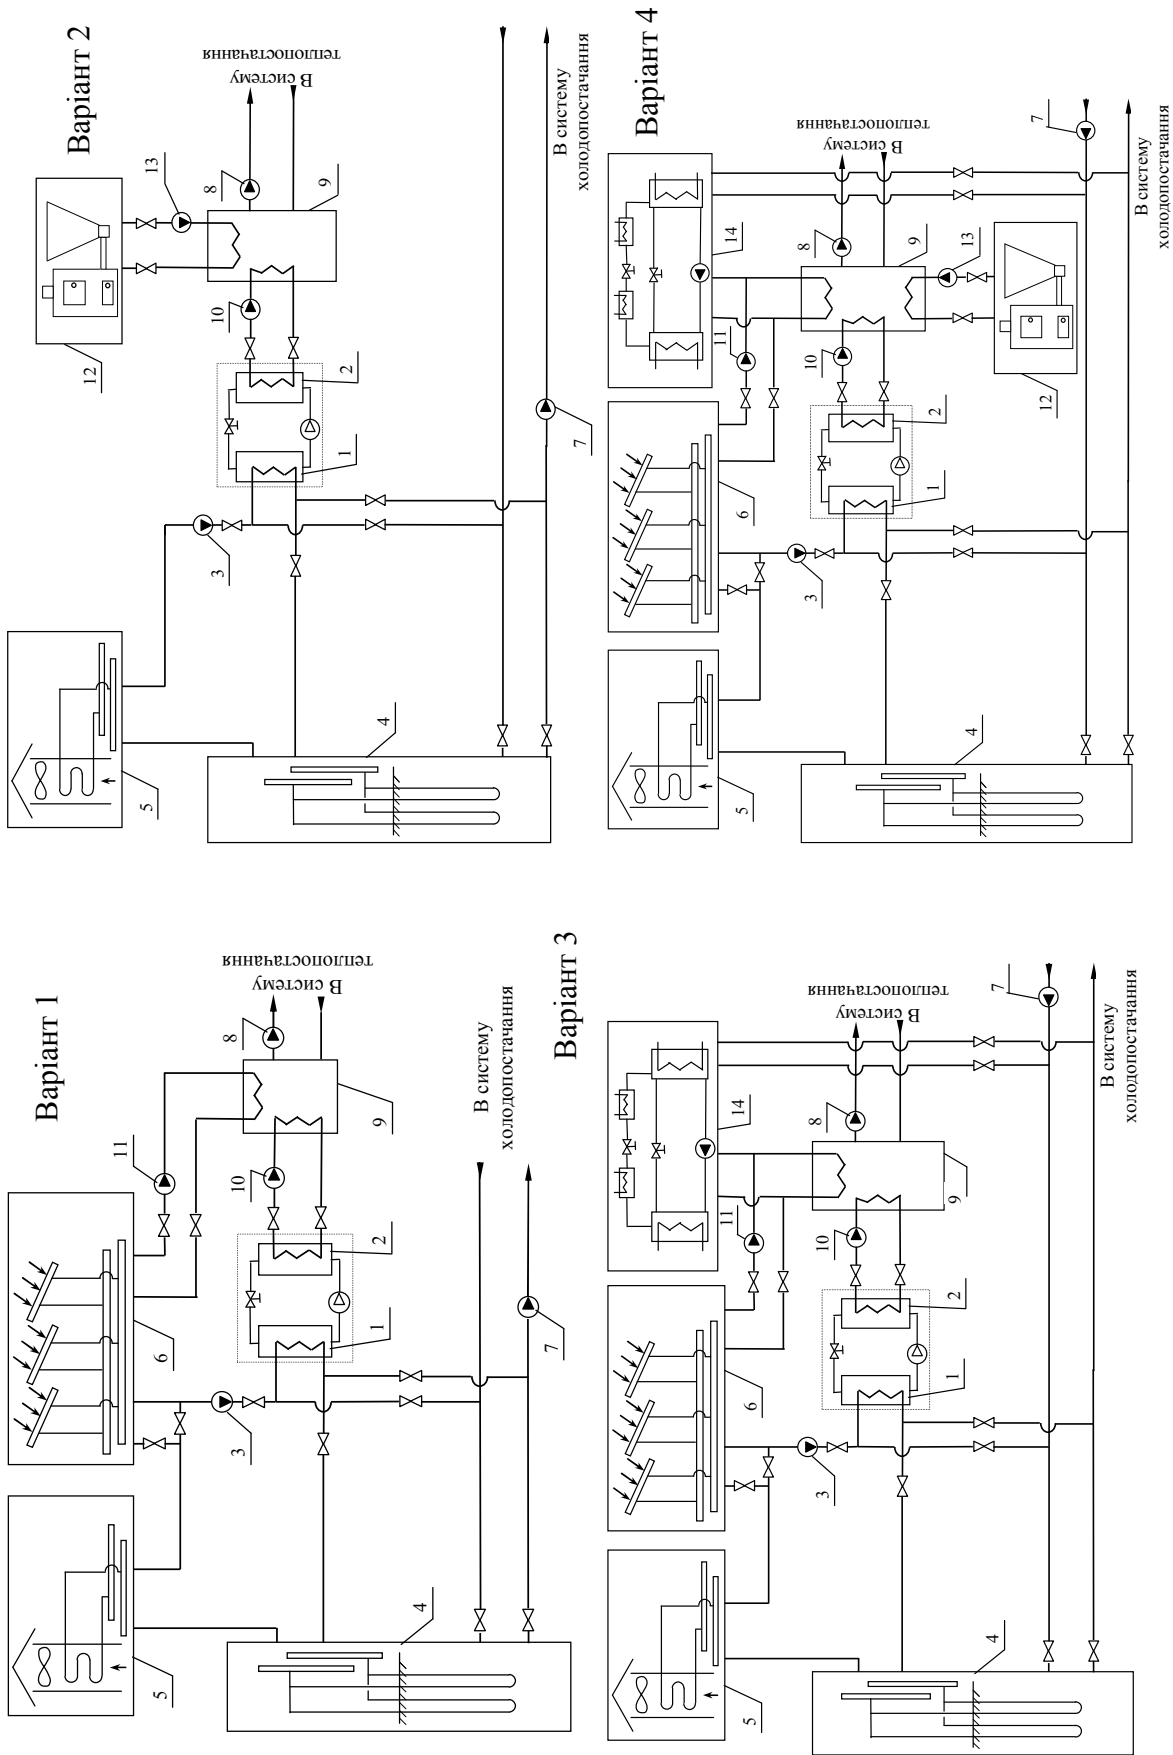 Варіант 1
5
6
11
3
8
В систему
теплопостачання
10
9
1
2
4
7
В систему
холодопостачання
Варіант 2
5
12
13
3
8
В систему
теплопостачання
10
9
1
2
4
7
В систему
холодопостачання
Варіант 3
5
6
14
11
3
8
В систему
теплопостачання
10
9
1
2
4
7
В систему
холодопостачання
Варіант 4
5
6
14
11
3
8
В систему
теплопостачання
10
9
13
1
2
12
4
7
В систему
холодопостачання